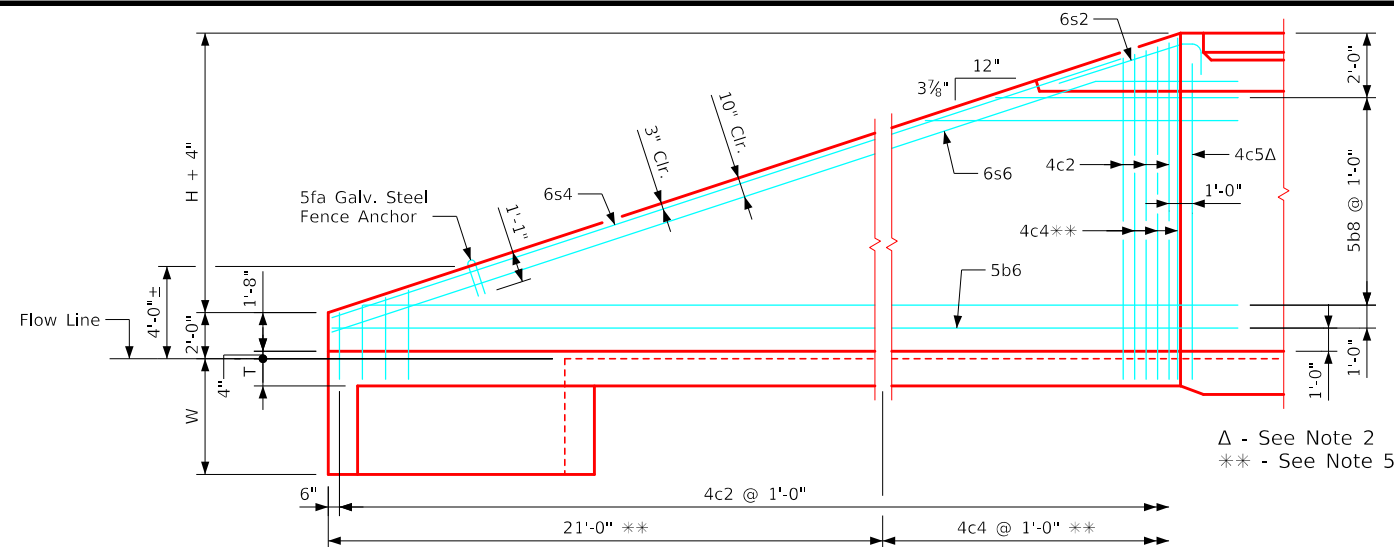 6s2
12"
3⅞"
2'-0"
10" Clr.
3" Clr.
H + 4"
4c2
4c5Δ
6s6
1'-0"
6s4
5fa Galv. Steel
Fence Anchor
1'-1"
4c4**
5b8 @ 1'-0"
5b6
4'-0"±
1'-8"
Flow Line
2'-0"
1'-0"
1'-0"
4"
T
W
Δ - See Note 2
** - See Note 5
6"
4c2 @ 1'-0"
21'-0" **
4c4 @ 1'-0" **